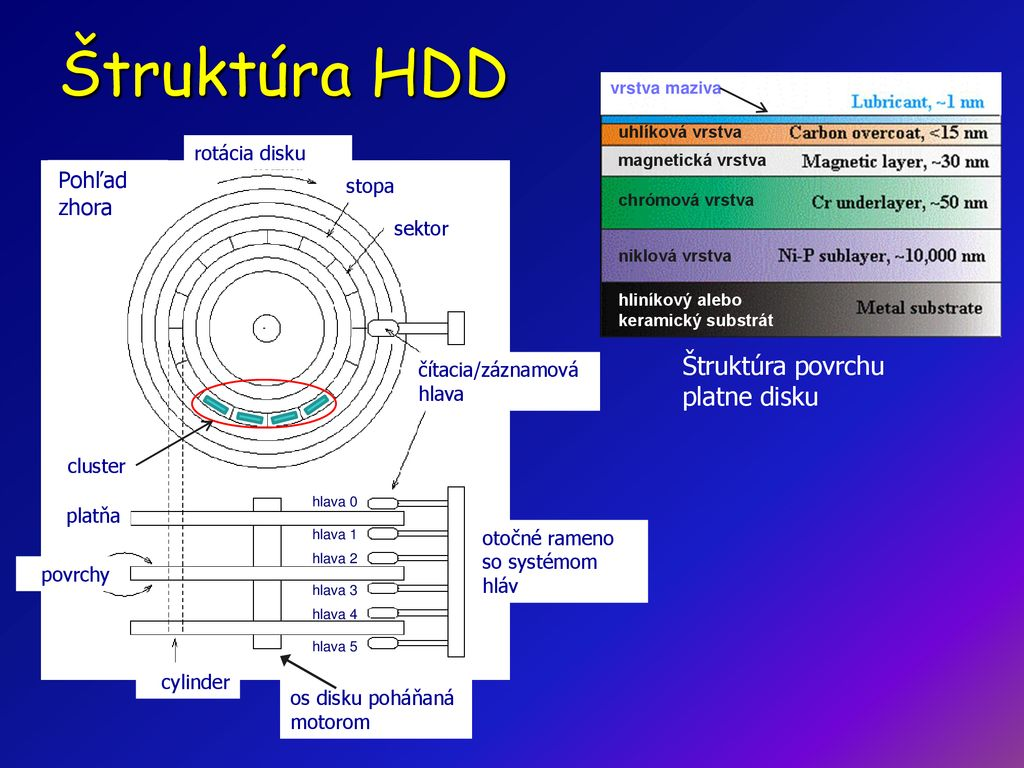 Štruktúra HDD
rotácia disku
Pohľad
zhora
stopa
sektor
čítacia/záznamová
hlava
cluster
platňa
povrchy
hlava 0
hlava 1
hlava 2
hlava 3
hlava 4
hlava 5
otočné rameno
so systémom
hláv
cylinder
os disku poháňaná
motorom
vrstva maziva
Lubricant, ~1 nm
uhlíková vrstva Carbon overcoat, <15 nm
magnetická vrstva Magnetic layer, ~30 nm
chrómová vrstva Cr underlayer, ~50 nm
niklová vrstva Ni-P sublayer, ~10,000 nm
hliníkový alebo
keramický substrát Metal substrate
Štruktúra povrchu
platne disku